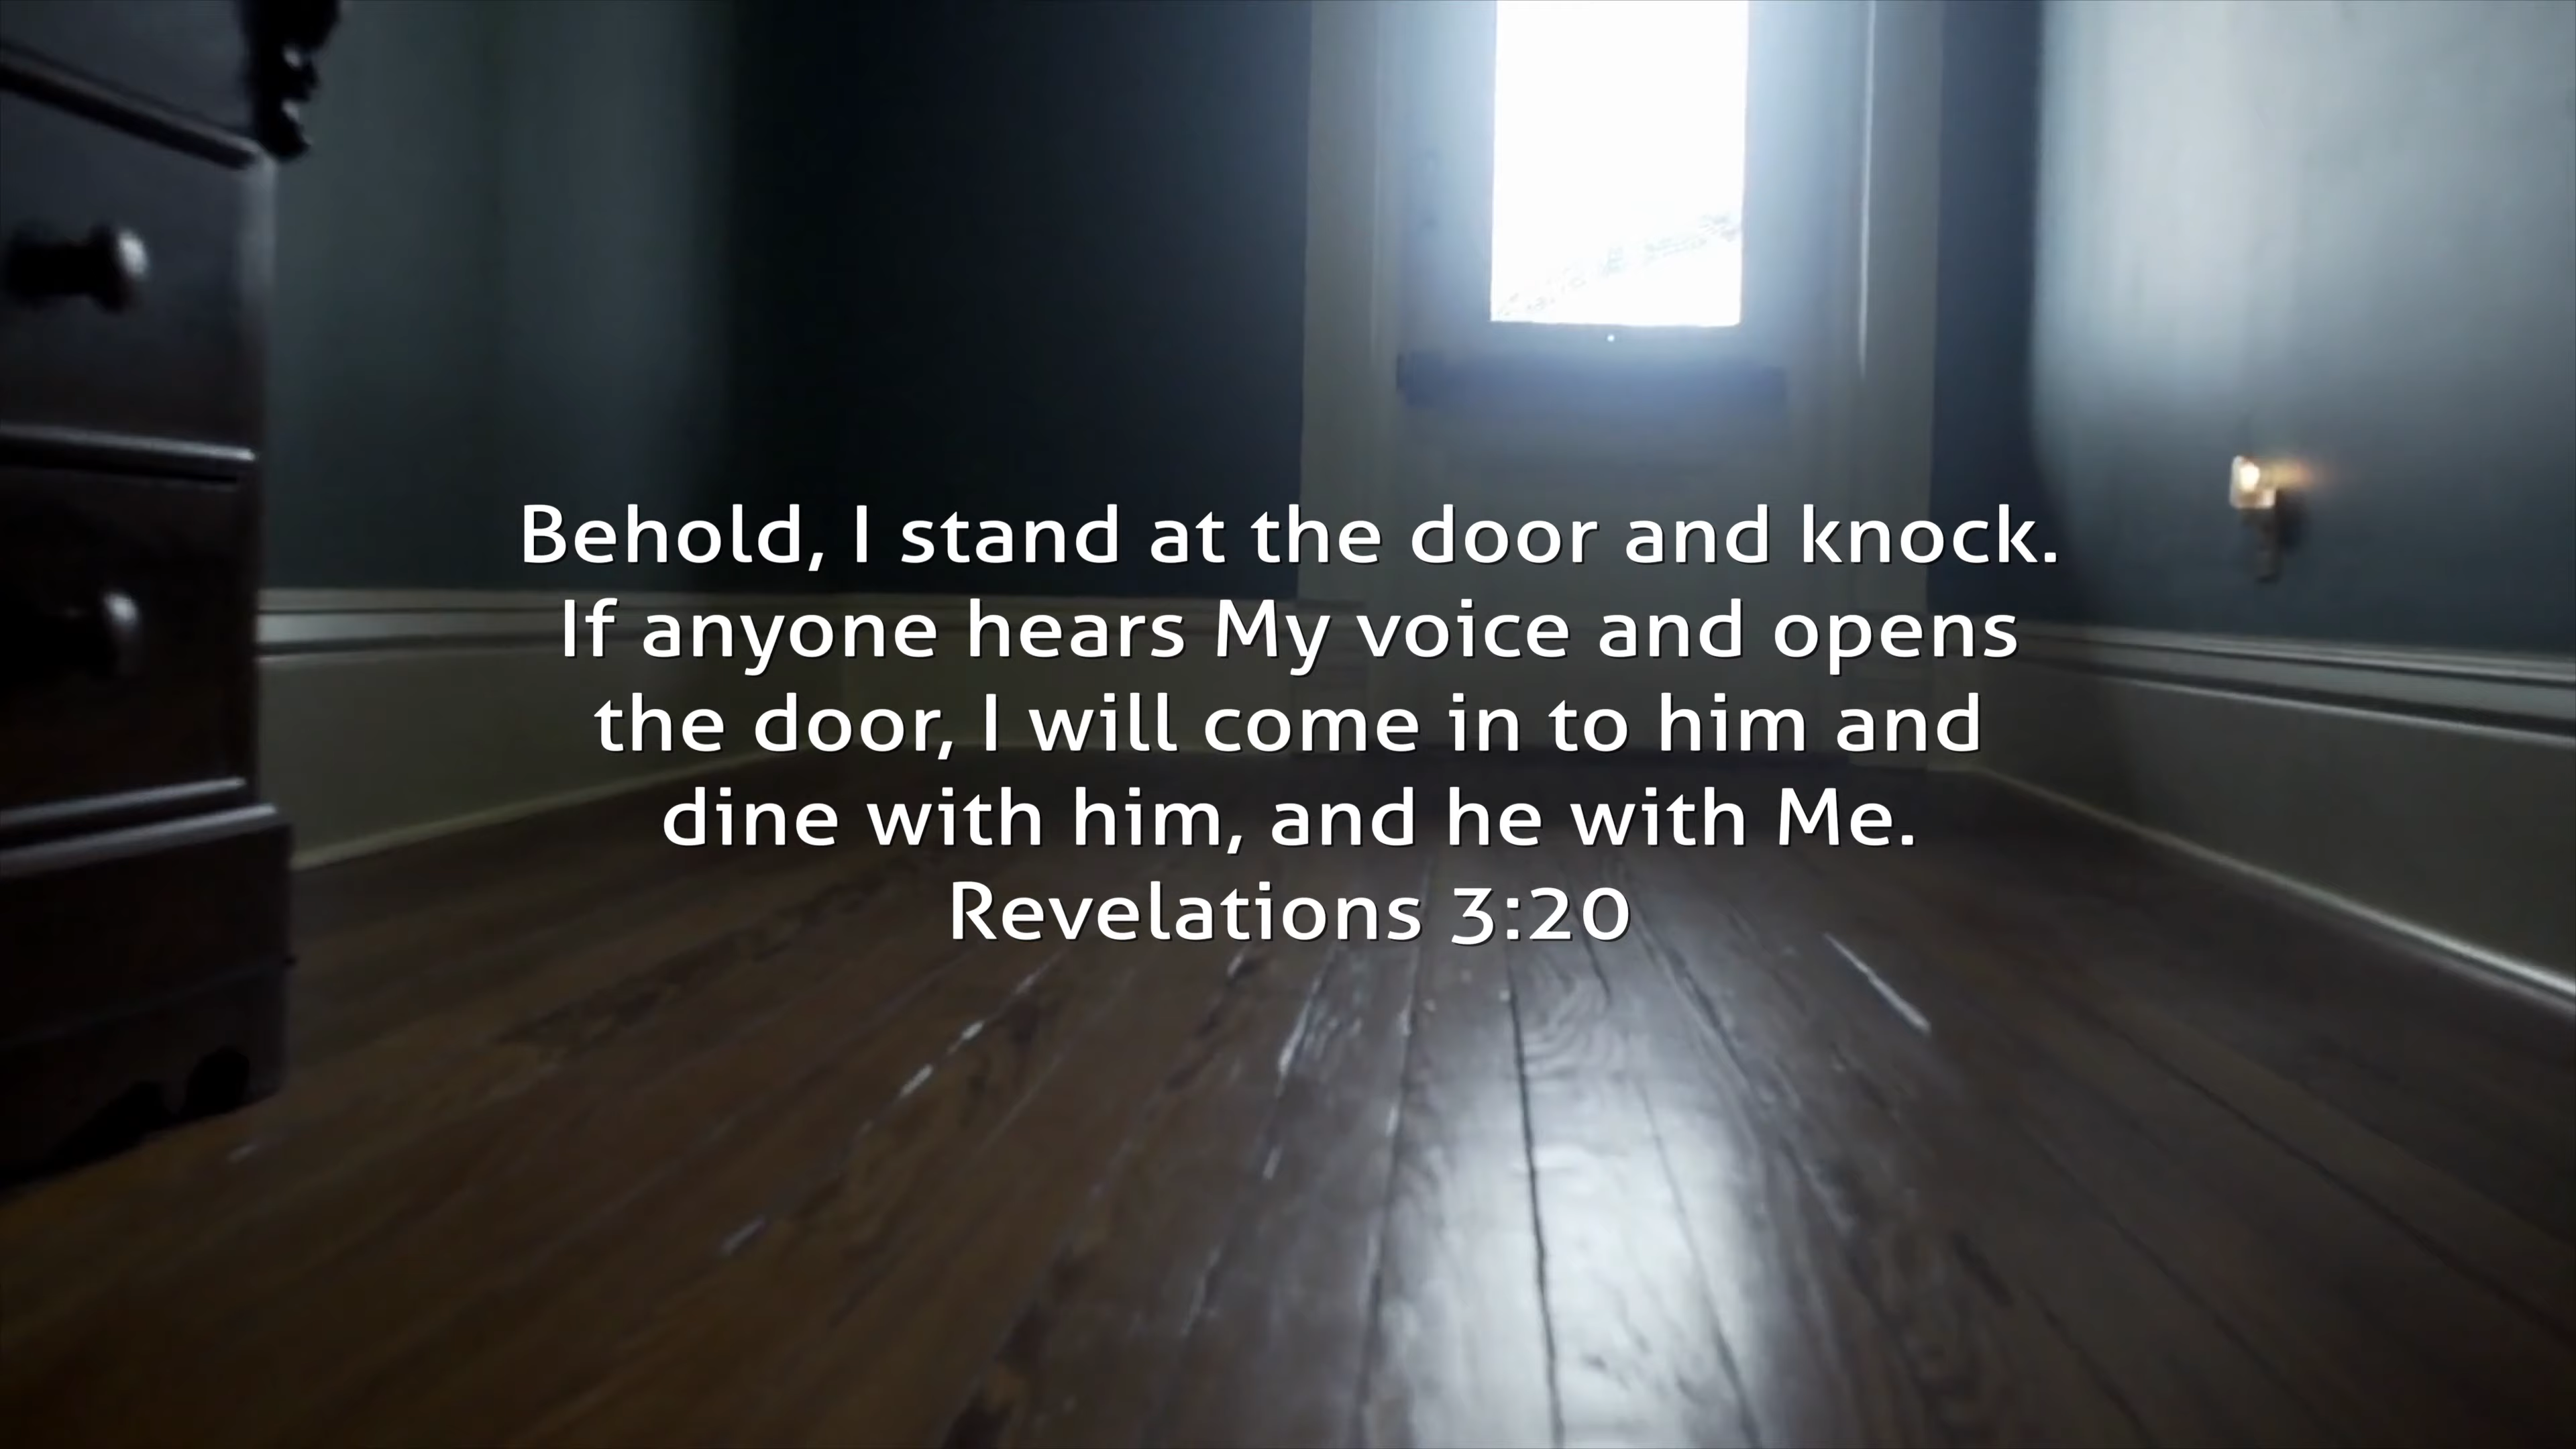 Behold, I stand at the door and knock.
If anyone hears My voice and opens
the door, I will come in to him and
dine with him, and he with Me.
Revelations 3:20